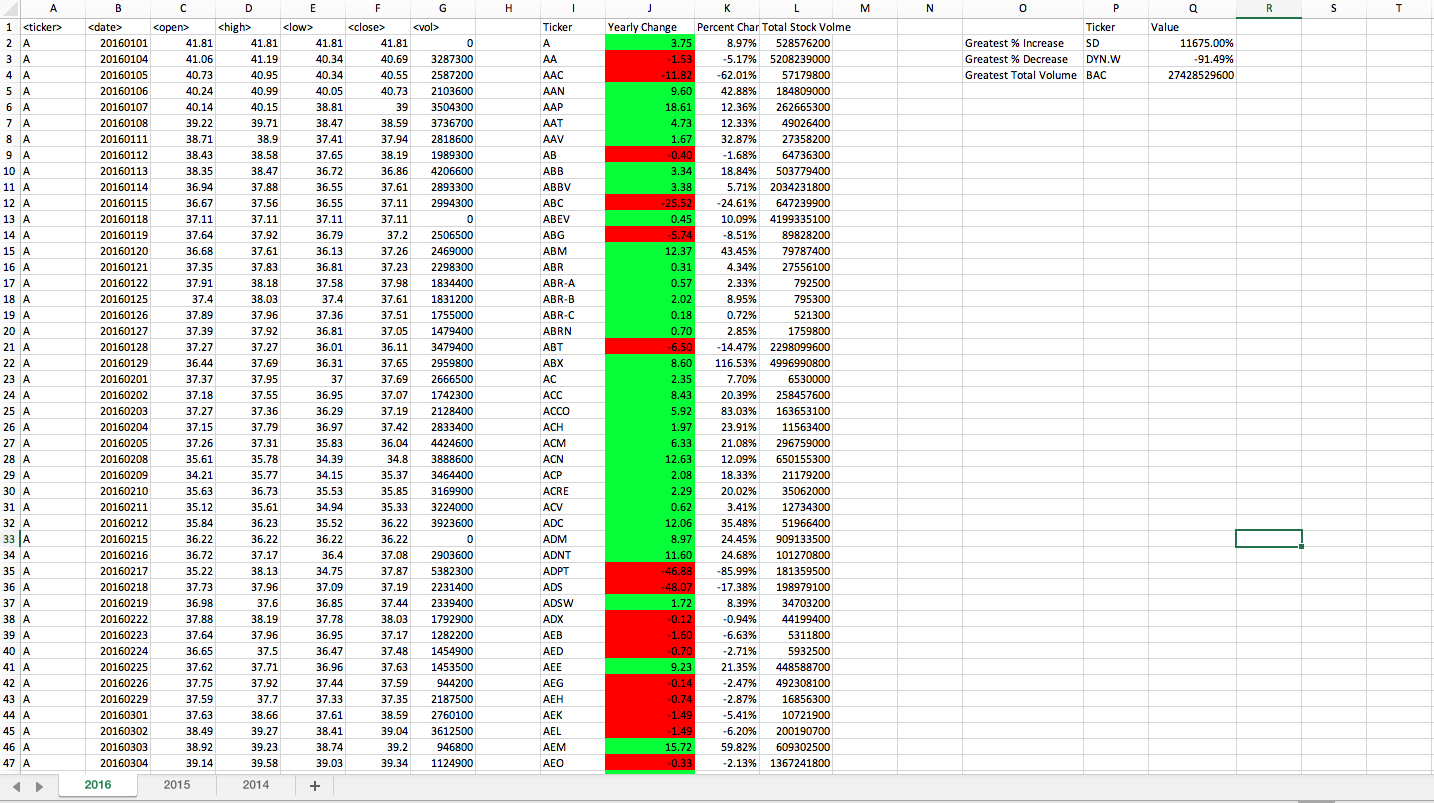 A B C D E F G H I J K L M N O P Q R S T
1 <ticker> <date> <open> <high> <low> <close> <vol> Ticker Yearly Change Percent Char Total Stock Volme Ticker Value
2 A 20160101 41.81 41.81 41.81 41.81 0 A 3.75 8.97% 528576200 Greatest % Increase SD 11675.00%
3 A 20160104 41.06 41.19 40.34 40.69 3287300 AA -1.53 -5.17% 5208239000 Greatest % Decrease DYN.W -91.49%
4 A 20160105 40.73 40.95 40.34 40.55 2587200 AAC -11.82 -62.01% 57179800 Greatest Total Volume BAC 27428529600
5 A 20160106 40.24 40.99 40.05 40.73 2103600 AAN 9.60 42.88% 184809000
6 A 20160107 40.14 40.15 38.81 39 3504300 AAP 18.61 12.36% 262665300
7 A 20160108 39.22 39.71 38.47 38.59 3736700 AAT 4.73 12.33% 49026400
8 A 20160111 38.71 38.9 37.41 37.94 2818600 AAV 1.67 32.87% 27358200
9 A 20160112 38.43 38.58 37.65 38.19 1989300 AB -0.40 -1.68% 64736300
10 A 20160113 38.35 38.47 36.72 36.86 4206600 ABB 3.34 18.84% 503779400
11 A 20160114 36.94 37.88 36.55 37.61 2893300 ABBV 3.38 5.71% 2034231800
12 A 20160115 36.67 37.56 36.55 37.11 2994300 ABC -25.52 -24.61% 647239900
13 A 20160118 37.11 37.11 37.11 37.11 0 ABEV 0.45 10.09% 4199335100
14 A 20160119 37.64 37.92 36.79 37.2 2506500 ABG -5.74 -8.51% 89828200
15 A 20160120 36.68 37.61 36.13 37.26 2469000 ABM 12.37 43.45% 79787400
16 A 20160121 37.35 37.83 36.81 37.23 2298300 ABR 0.31 4.34% 27556100
17 A 20160122 37.91 38.18 37.58 37.98 1834400 ABR-A 0.57 2.33% 792500
18 A 20160125 37.4 38.03 37.4 37.61 1831200 ABR-B 2.02 8.95% 795300
19 A 20160126 37.89 37.96 37.36 37.51 1755000 ABR-C 0.18 0.72% 521300
20 A 20160127 37.39 37.92 36.81 37.05 1479400 ABRN 0.70 2.85% 1759800
21 A 20160128 37.27 37.27 36.01 36.11 3479400 ABT -6.50 -14.47% 2298099600
22 A 20160129 36.44 37.69 36.31 37.65 2959800 ABX 8.60 116.53% 4996990800
23 A 20160201 37.37 37.95 37 37.69 2666500 AC 2.35 7.70% 6530000
24 A 20160202 37.18 37.55 36.95 37.07 1742300 ACC 8.43 20.39% 258457600
25 A 20160203 37.27 37.36 36.29 37.19 2128400 ACCO 5.92 83.03% 163653100
26 A 20160204 37.15 37.79 36.97 37.42 2833400 ACH 1.97 23.91% 11563400
27 A 20160205 37.26 37.31 35.83 36.04 4424600 ACM 6.33 21.08% 296759000
28 A 20160208 35.61 35.78 34.39 34.8 3888600 ACN 12.63 12.09% 650155300
29 A 20160209 34.21 35.77 34.15 35.37 3464400 ACP 2.08 18.33% 21179200
30 A 20160210 35.63 36.73 35.53 35.85 3169900 ACRE 2.29 20.02% 35062000
31 A 20160211 35.12 35.61 34.94 35.33 3224000 ACV 0.62 3.41% 12734300
32 A 20160212 35.84 36.23 35.52 36.22 3923600 ADC 12.06 35.48% 51966400
33 A 20160215 36.22 36.22 36.22 36.22 0 ADM 8.97 24.45% 909133500
34 A 20160216 36.72 37.17 36.4 37.08 2903600 ADNT 11.60 24.68% 101270800
35 A 20160217 35.22 38.13 34.75 37.87 5382300 ADPT -46.88 -85.99% 181359500
36 A 20160218 37.73 37.96 37.09 37.19 2231400 ADS -48.07 -17.38% 198979100
37 A 20160219 36.98 37.6 36.85 37.44 2339400 ADSW 1.72 8.39% 34703200
38 A 20160222 37.88 38.19 37.78 38.03 1792900 ADX -0.12 -0.94% 44199400
39 A 20160223 37.64 37.96 36.95 37.17 1282200 AEB -1.60 -6.63% 5311800
40 A 20160224 36.65 37.5 36.47 37.48 1454900 AED -0.70 -2.71% 5932500
41 A 20160225 37.62 37.71 36.96 37.63 1453500 AEE 9.23 21.35% 448588700
42 A 20160226 37.75 37.92 37.44 37.59 944200 AEG -0.14 -2.47% 492308100
43 A 20160229 37.59 37.7 37.33 37.35 2187500 AEH -0.74 -2.87% 16856300
44 A 20160301 37.63 38.66 37.61 38.59 2760100 AEK -1.49 -5.41% 10721900
45 A 20160302 38.49 39.27 38.41 39.04 3612500 AEL -1.49 -6.20% 200190700
46 A 20160303 38.92 39.23 38.74 39.2 946800 AEM 15.72 59.82% 609302500
47 A 20160304 39.14 39.58 39.03 39.34 1124900 AEO -0.33 -2.13% 1367241800
2016 2015 2014 +